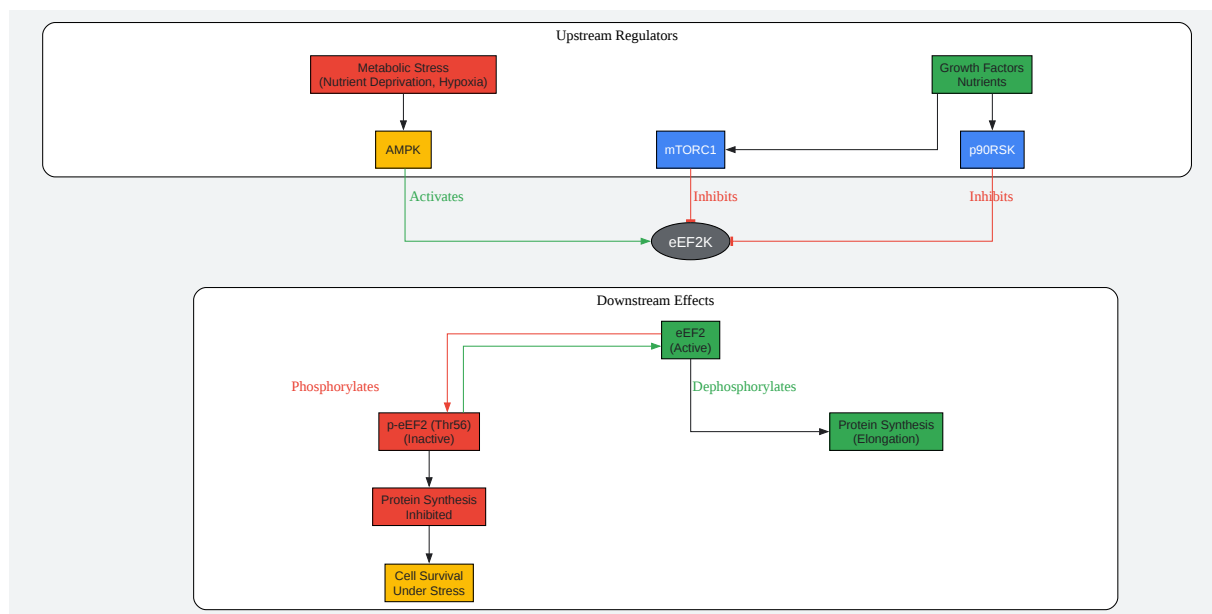 Upstream Regulators
Metabolic Stress
(Nutrient Deprivation, Hypoxia)
Growth Factors
Nutrients
AMPK
mTORC1
p90RSK
Activates
Inhibits
Inhibits
eEF2K
Downstream Effects
eEF2
(Active)
Phosphorylates
Dephosphorylates
p-eEF2 (Thr56)
(Inactive)
Protein Synthesis
(Elongation)
Protein Synthesis
Inhibited
Cell Survival
Under Stress